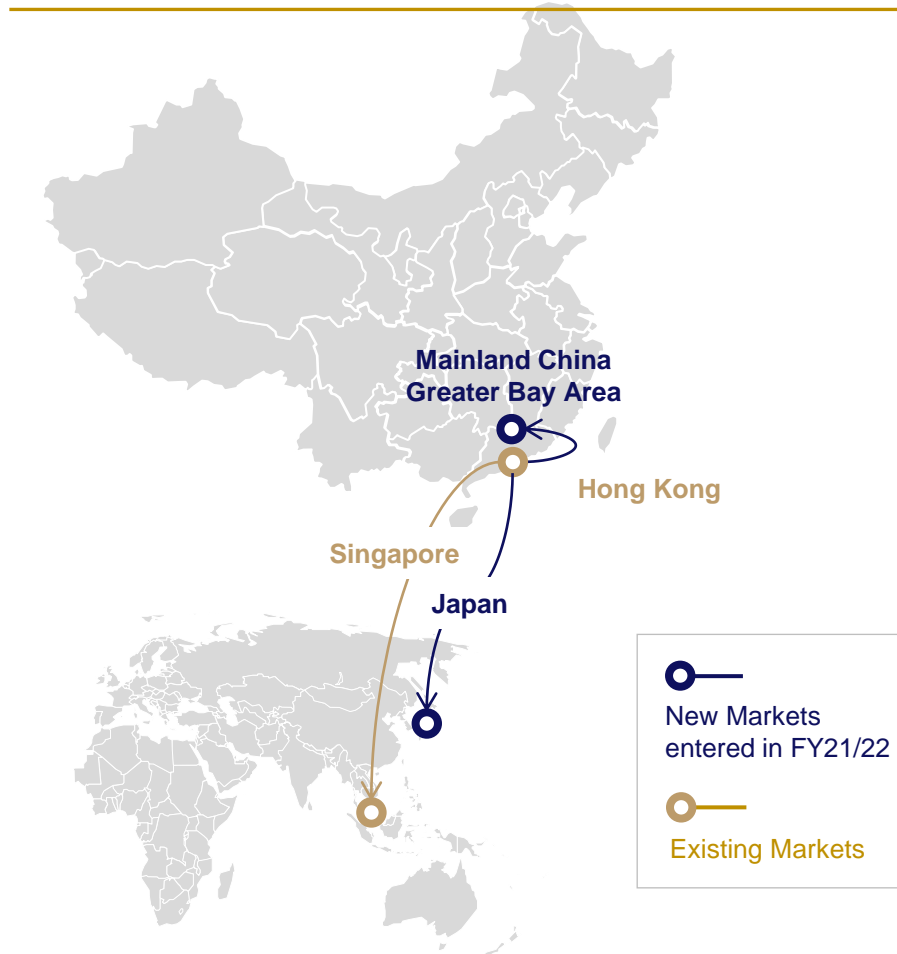 Mainland China
Greater Bay Area
Hong Kong
Singapore
Japan
New Markets
entered in FY21/22
Existing Markets